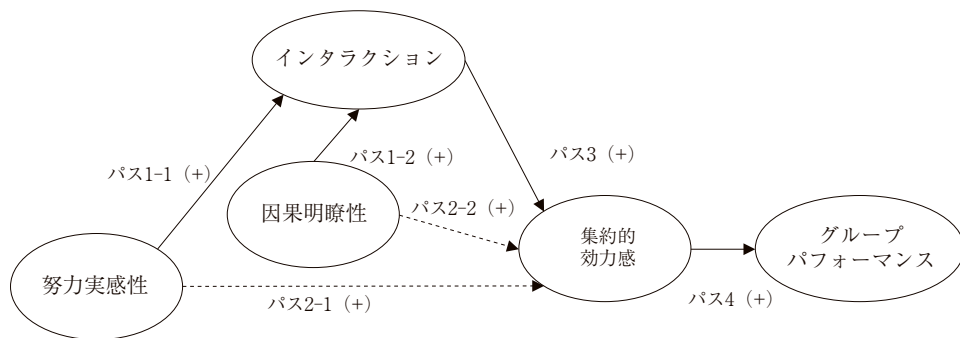 インタラクション
パス1-1（+）
パス1-2（+）
パス3（+）
因果明瞭性
パス2-2（+）
集約的
効力感
グループ
パフォーマンス
努力実感性
パス2-1（+）
パス4（+）